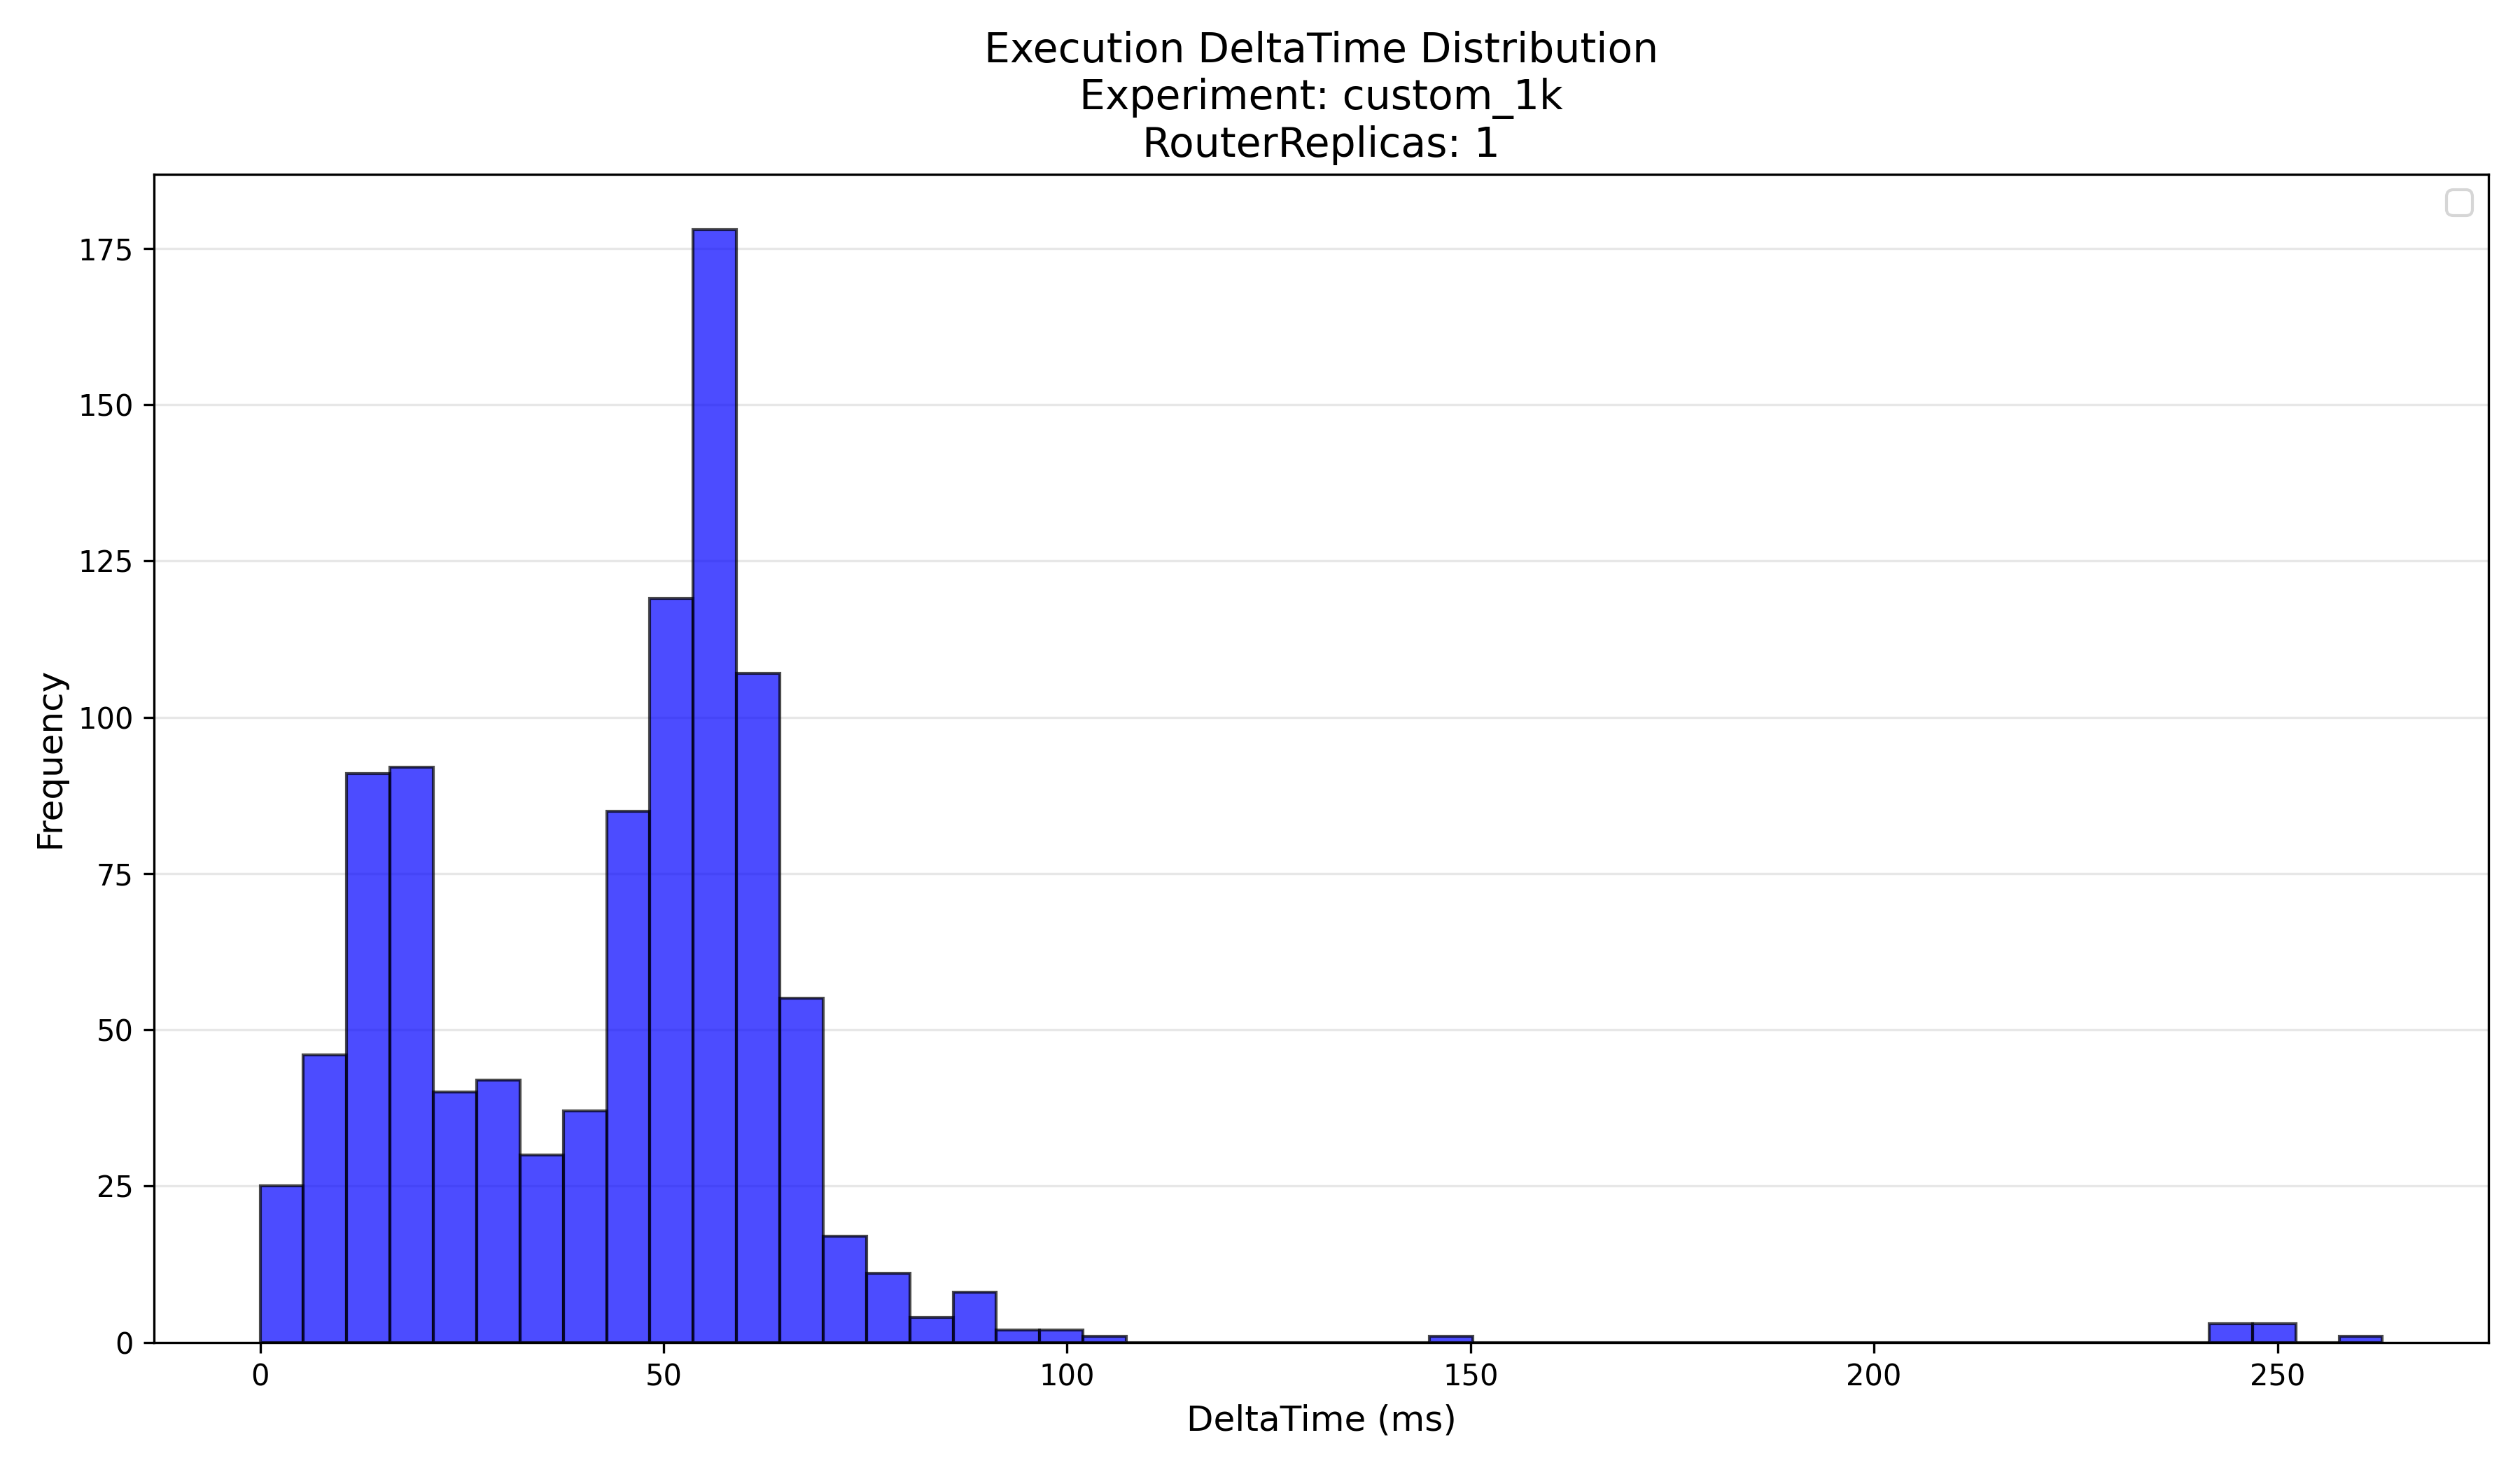 Execution DeltaTime Distribution
Experiment: custom_1k
RouterReplicas: 1
175
150
125
100
75
50
25
0
Frequency
0 50 100 150 200 250
DeltaTime (ms)